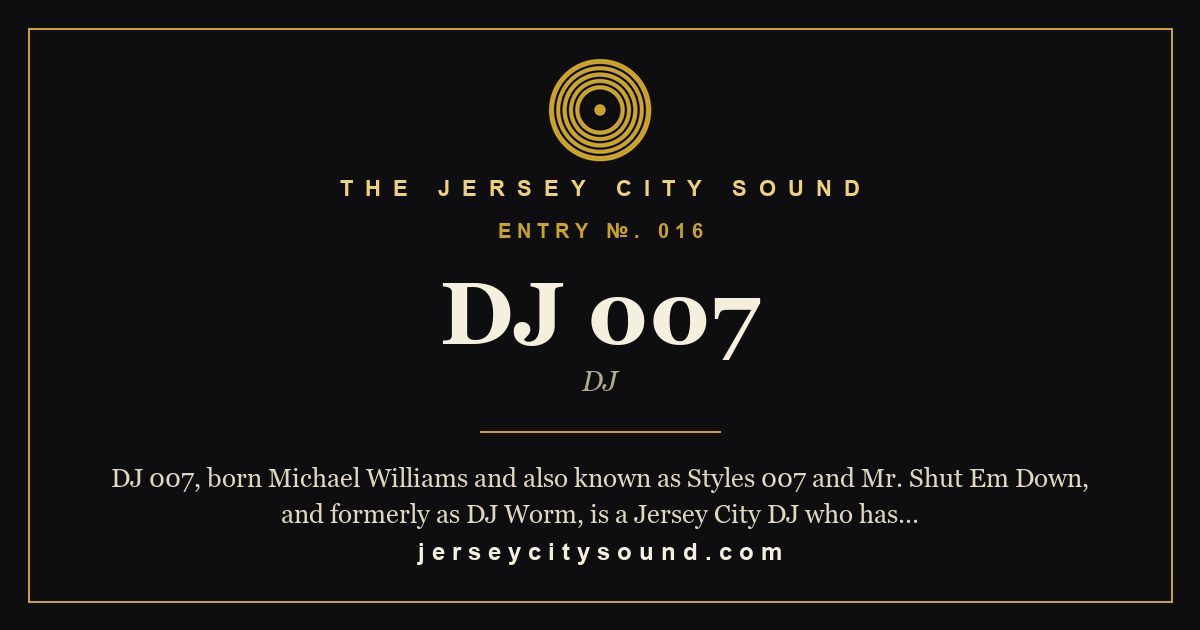 THE JERSEY CITY SOUND
ENTRY №. 016
DJ 007
DJ
DJ 007, born Michael Williams and also known as Styles 007 and Mr. Shut Em Down,
and formerly as DJ Worm, is a Jersey City DJ who has...
jerseycitysound.com